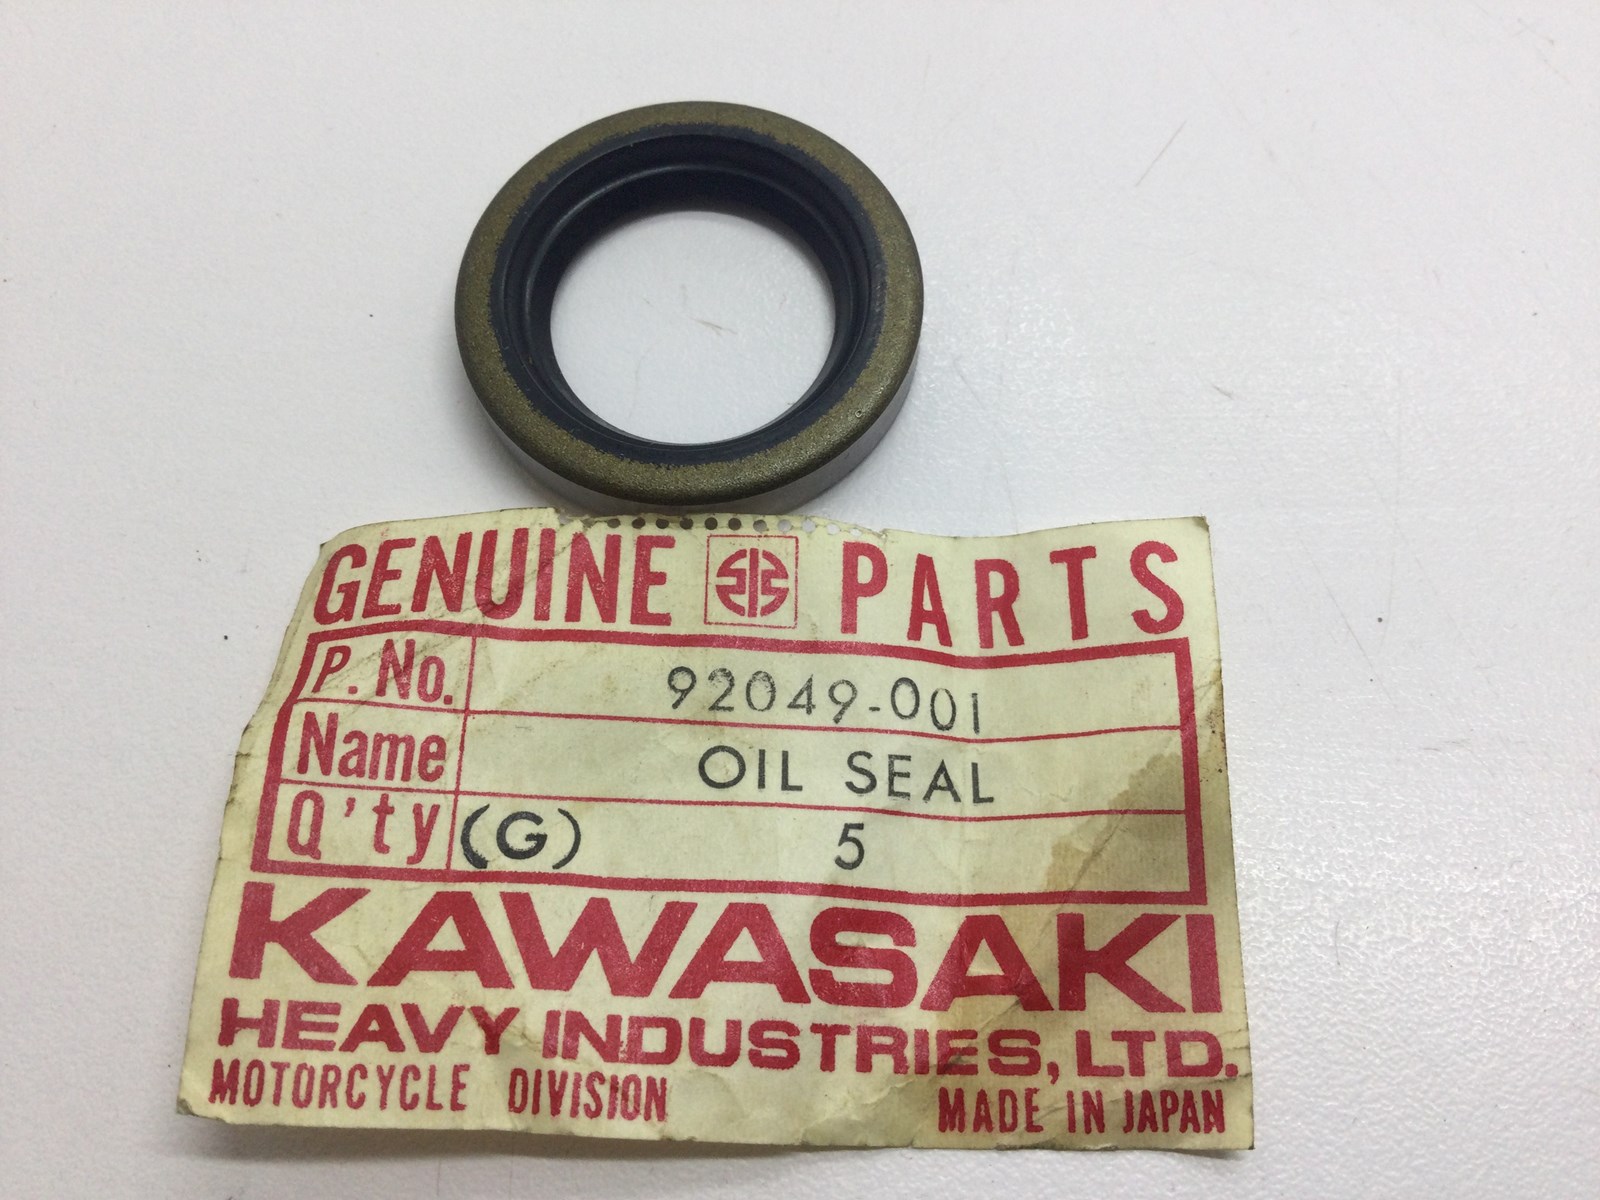 GENUINE PARTS
P. No. 92049-001
Name OIL SEAL
Q'ty (G) 5
KAWASAKI
HEAVY INDUSTRIES, LTD.
MOTORCYCLE DIVISION MADE IN JAPAN